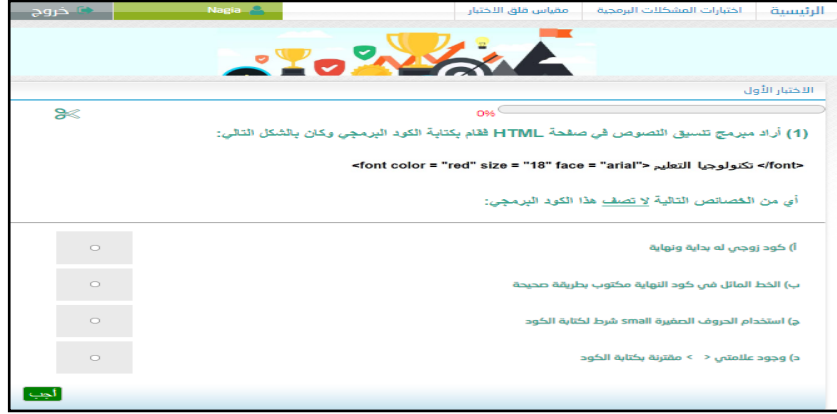 الرئيسية اختبارات المشكلات البرمجية مقياس قلق الاختبار Nagia خروج
الاختبار الأول
0%
(1) أراد مبرمج تنسيق النصوص في صفحة HTML فقام بكتابة الكود البرمجي وكان بالشكل التالي:
<font color = "red" size = "18" face = "arial"> تكنولوجيا التعليم </font>
أي من الخصائص التالية لا تصف هذا الكود البرمجي:
أ) كود زوجي له بداية ونهاية
ب) الخط المائل في كود النهاية مكتوب بطريقة صحيحة
ج) استخدام الحروف الصغيرة small شرط لكتابة الكود
د) وجود علامتي < > مقترنة بكتابة الكود
أجب